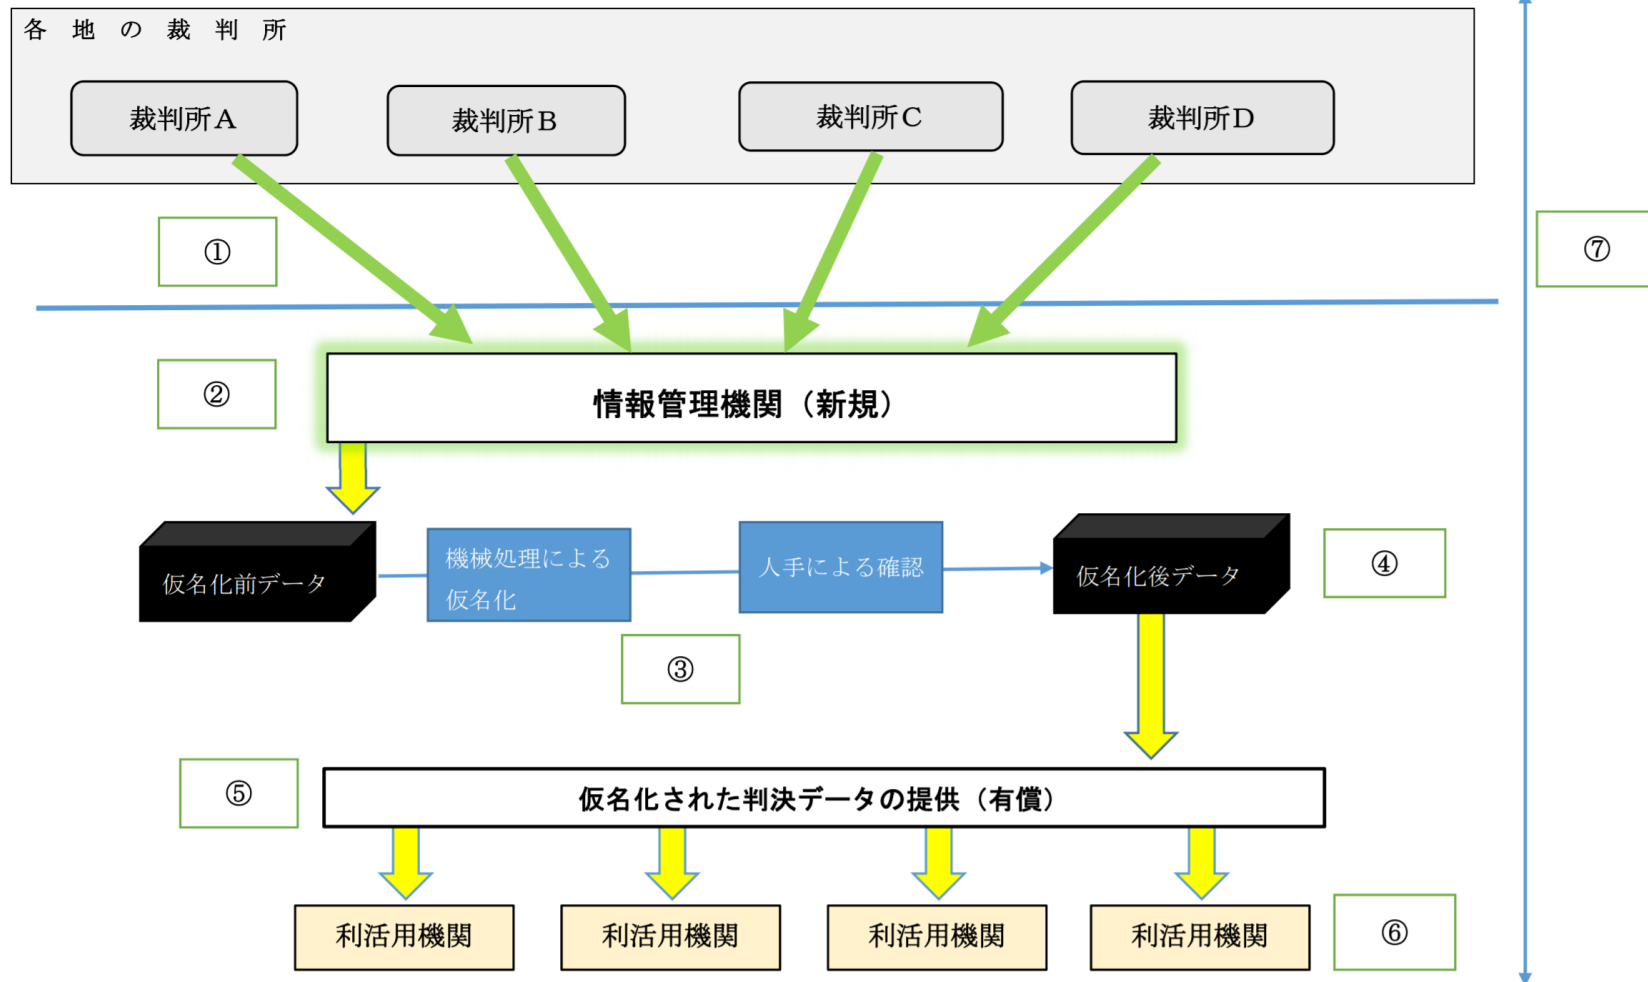 各地の裁判所
裁判所A
裁判所B
裁判所C
裁判所D
①
⑦
②
情報管理機関（新規）
仮名化前データ
機械処理による
仮名化
人手による確認
仮名化後データ
④
③
⑤
仮名化された判決データの提供（有償）
利活用機関
利活用機関
利活用機関
利活用機関
⑥